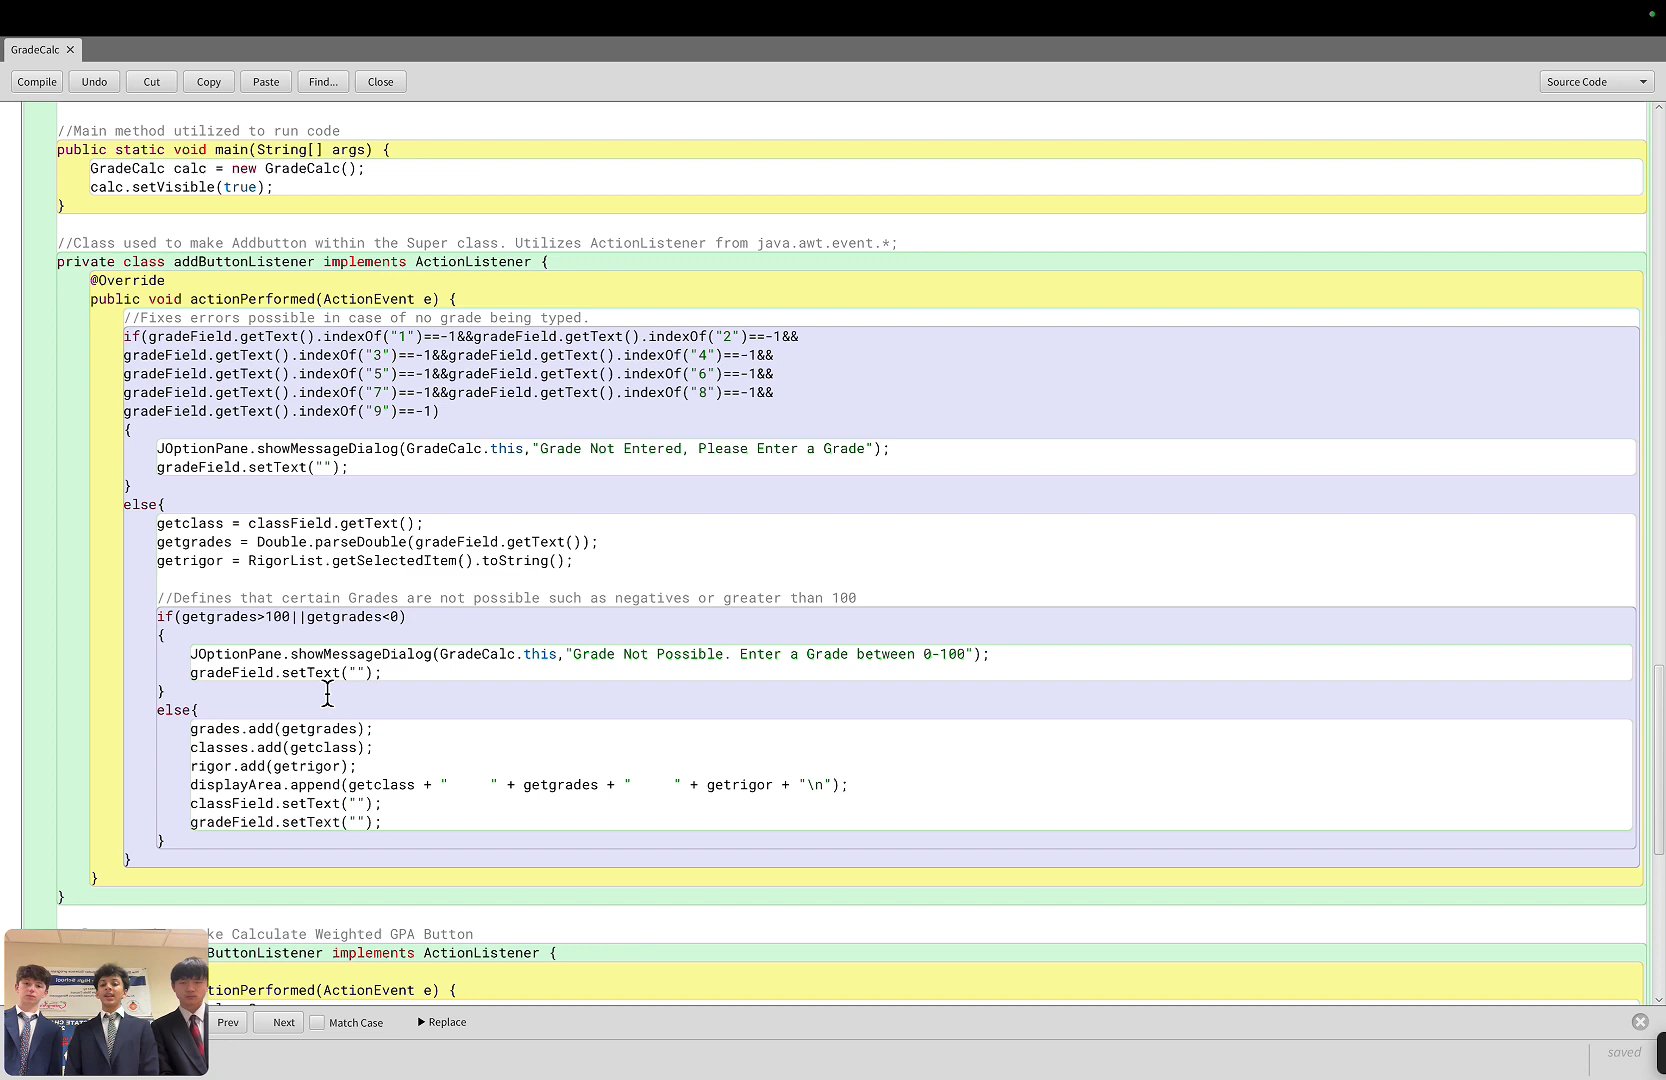 GradeCalc ✕
Compile Undo Cut Copy Paste Find... Close Source Code
//Main method utilized to run code
public static void main(String[] args) {
GradeCalc calc = new GradeCalc();
calc.setVisible(true);
}
//Class used to make Addbutton within the Super class. Utilizes ActionListener from java.awt.event.*;
private class addButtonListener implements ActionListener {
@Override
public void actionPerformed(ActionEvent e) {
//Fixes errors possible in case of no grade being typed.
if(gradeField.getText().indexOf("1")==-1&&gradeField.getText().indexOf("2")==-1&&
gradeField.getText().indexOf("3")==-1&&gradeField.getText().indexOf("4")==-1&&
gradeField.getText().indexOf("5")==-1&&gradeField.getText().indexOf("6")==-1&&
gradeField.getText().indexOf("7")==-1&&gradeField.getText().indexOf("8")==-1&&
gradeField.getText().indexOf("9")==-1)
{
JOptionPane.showMessageDialog(GradeCalc.this,"Grade Not Entered, Please Enter a Grade");
gradeField.setText("");
}
else{
getclass = classField.getText();
getgrades = Double.parseDouble(gradeField.getText());
getrigor = RigorList.getSelectedItem().toString();
//Defines that certain Grades are not possible such as negatives or greater than 100
if(getgrades>100||getgrades<0)
{
JOptionPane.showMessageDialog(GradeCalc.this,"Grade Not Possible. Enter a Grade between 0-100");
gradeField.setText("");
}
else{
grades.add(getgrades);
classes.add(getclass);
rigor.add(getrigor);
displayArea.append(getclass + "     " + getgrades + "     " + getrigor + "\n");
classField.setText("");
gradeField.setText("");
}
}
}
}
ke Calculate Weighted GPA Button
ButtonListener implements ActionListener {
tionPerformed(ActionEvent e) {
Prev Next Match Case Replace
saved